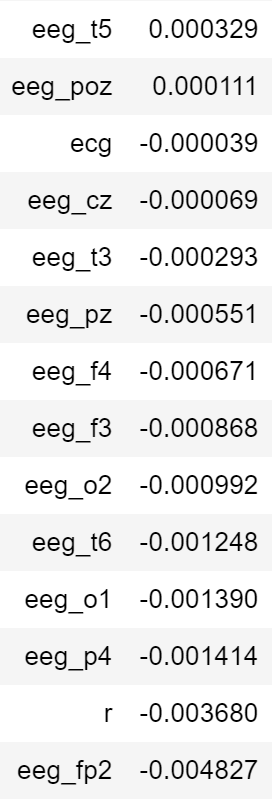 eeg_t5 0.000329
eeg_poz 0.000111
ecg -0.000039
eeg_cz -0.000069
eeg_t3 -0.000293
eeg_pz -0.000551
eeg_f4 -0.000671
eeg_f3 -0.000868
eeg_o2 -0.000992
eeg_t6 -0.001248
eeg_o1 -0.001390
eeg_p4 -0.001414
r -0.003680
eeg_fp2 -0.004827